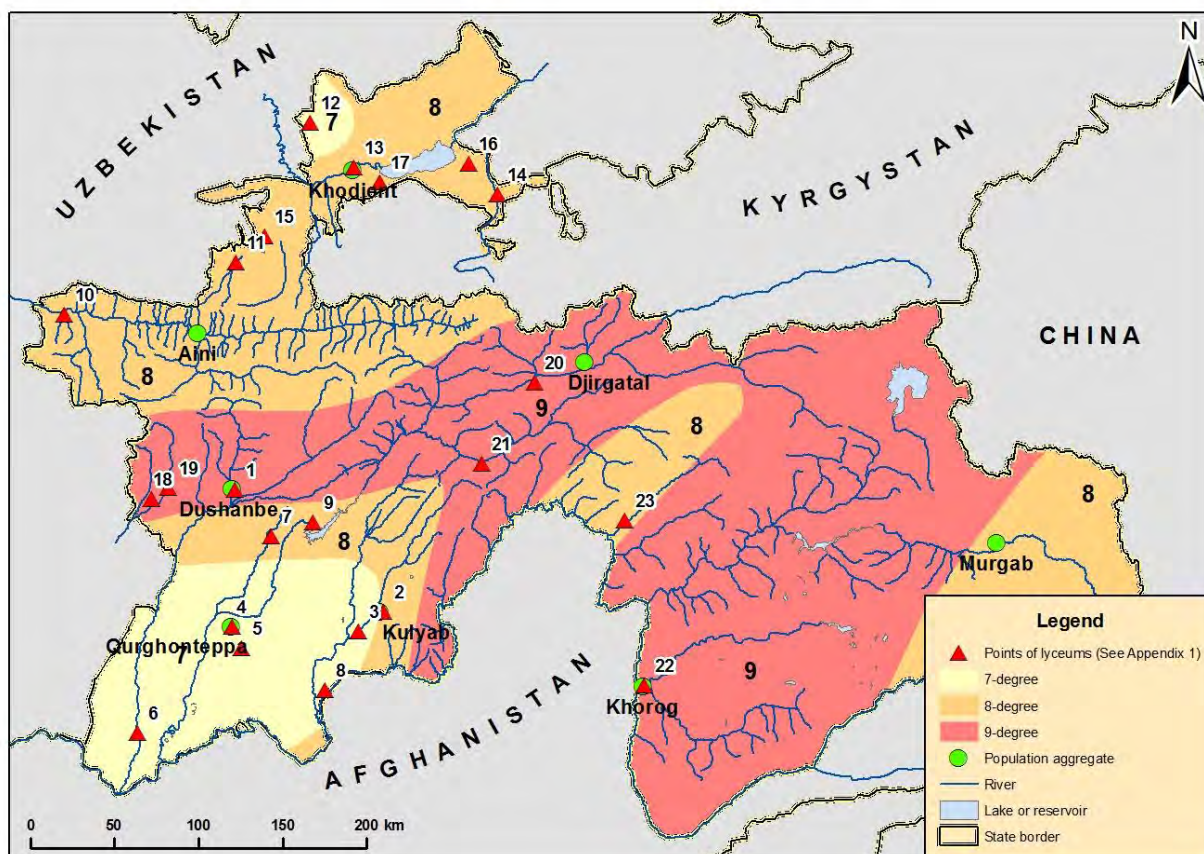 N
UZBEKISTAN
KYRGYSTAN
CHINA
AFGHANISTAN
12
7
8
13
16
17
Khodjent
14
15
11
10
Aini
8
20
Djirgatal
9
8
21
18
19
1
Dushanbe
7
9
8
23
8
Murgab
4
5
Qurghonteppa
7
3
2
Kulyab
8
6
22
Khorog
9
0 50 100 200 km
Legend
Points of lyceums (See Appendix 1)
7-degree
8-degree
9-degree
Population aggregate
River
Lake or reservoir
State border